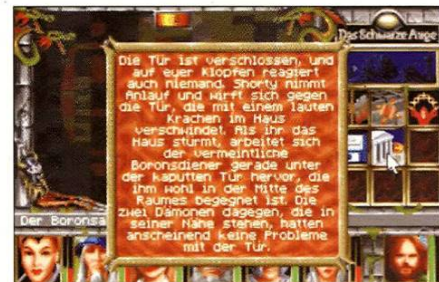 Das Schwarze Auge
Die Tür ist verschlossen, und
auf euer Klopfen reagiert
auch niemand. Shorty nimmt
Anlauf und wirft sich gegen
die Tür, die mit einem lauten
Krachen im Haus
verschwindet. Als ihr das
Haus stürmt, arbeitet sich
der vermeintliche
Boronsdiener gerade unter
der kaputten Tür hervor, die
ihm wohl in der Mitte des
Raumes begegnet ist. Die
zwei Dämonen dagegen, die in
seiner Nähe stehen, hatten
anscheinend keine Probleme
mit der Tür.
Der Boronsa